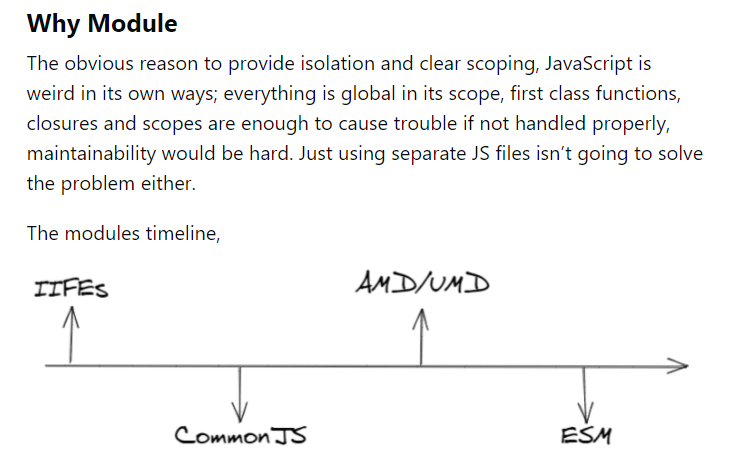 Why Module
The obvious reason to provide isolation and clear scoping, JavaScript is
weird in its own ways; everything is global in its scope, first class functions,
closures and scopes are enough to cause trouble if not handled properly,
maintainability would be hard. Just using separate JS files isn’t going to solve
the problem either.
The modules timeline,
IIFEs
AMD/UMD
CommonJS
ESM